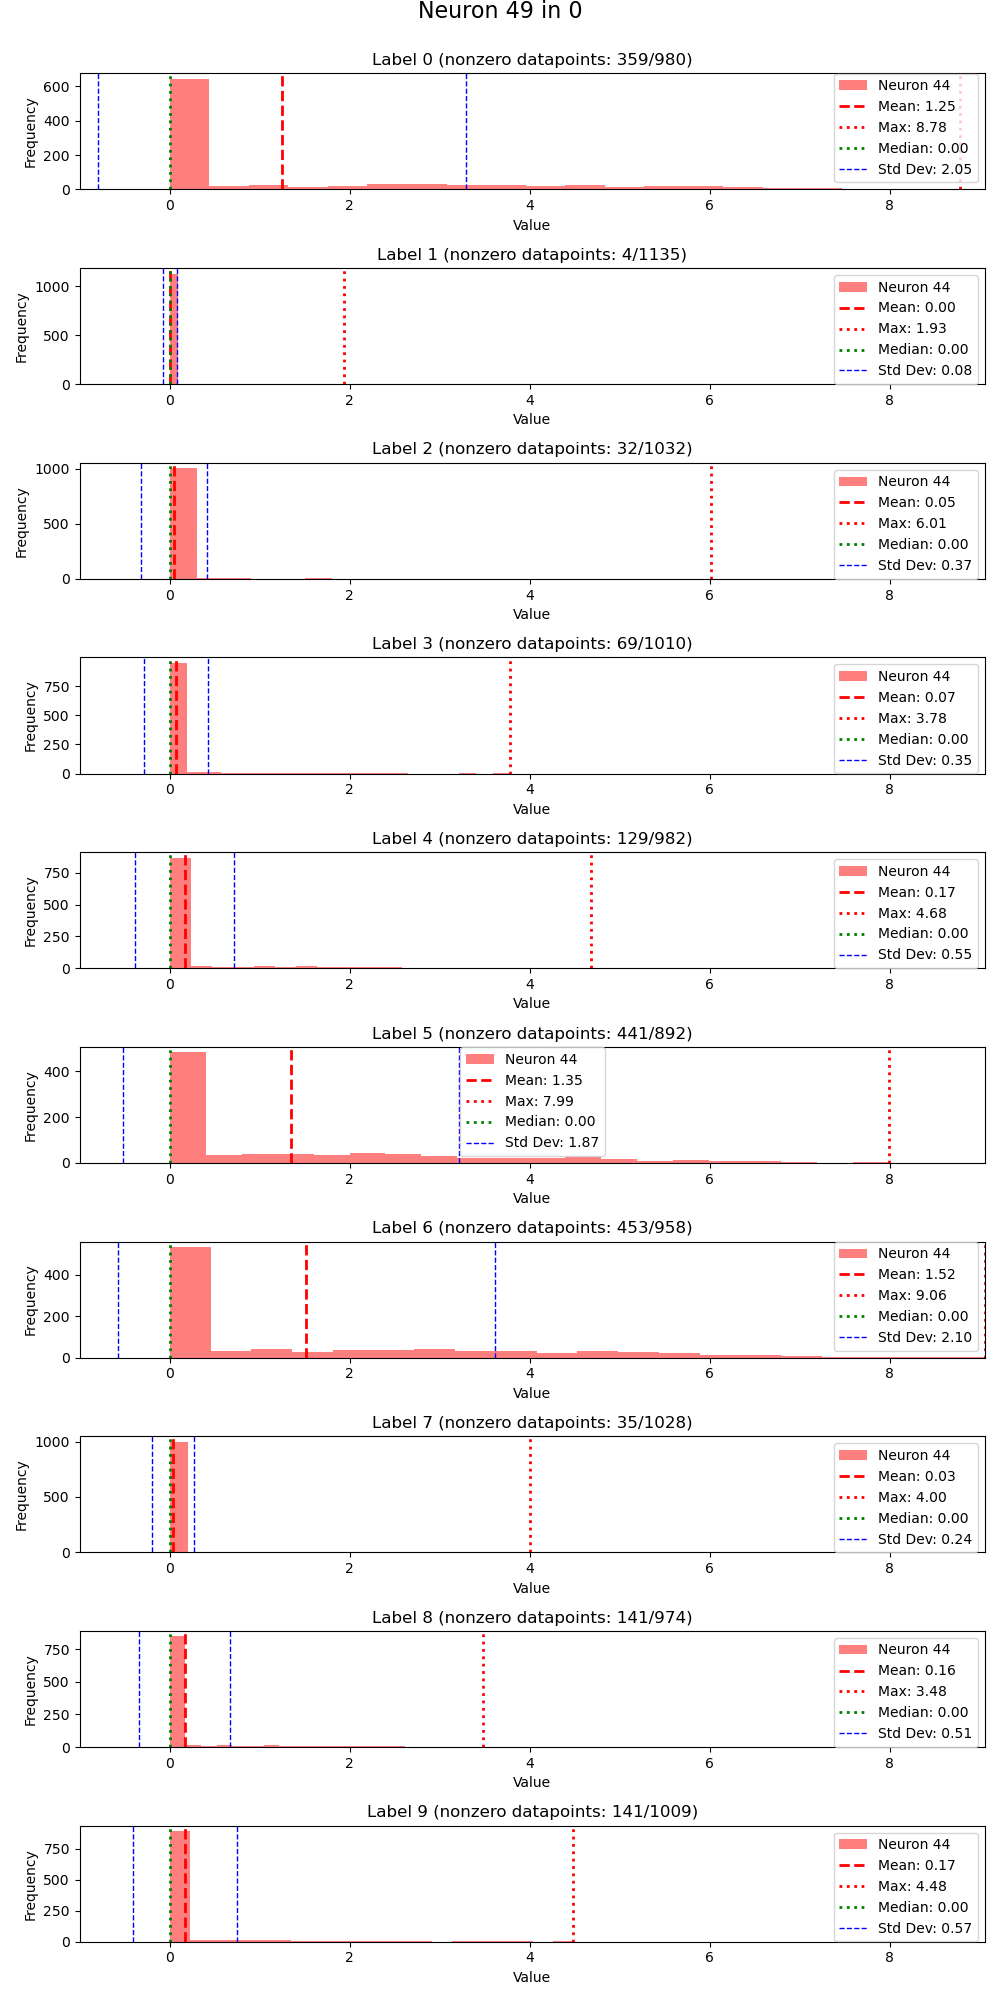 Neuron 49 in 0
Label 0 (nonzero datapoints: 359/980)
Frequency
600
400
200
0
Neuron 44
Mean: 1.25
Max: 8.78
Median: 0.00
Std Dev: 2.05
0 2 4 6 8
Value
Label 1 (nonzero datapoints: 4/1135)
Frequency
1000
500
0
Neuron 44
Mean: 0.00
Max: 1.93
Median: 0.00
Std Dev: 0.08
0 2 4 6 8
Value
Label 2 (nonzero datapoints: 32/1032)
Frequency
1000
500
0
Neuron 44
Mean: 0.05
Max: 6.01
Median: 0.00
Std Dev: 0.37
0 2 4 6 8
Value
Label 3 (nonzero datapoints: 69/1010)
Frequency
750
500
250
0
Neuron 44
Mean: 0.07
Max: 3.78
Median: 0.00
Std Dev: 0.35
0 2 4 6 8
Value
Label 4 (nonzero datapoints: 129/982)
Frequency
750
500
250
0
Neuron 44
Mean: 0.17
Max: 4.68
Median: 0.00
Std Dev: 0.55
0 2 4 6 8
Value
Label 5 (nonzero datapoints: 441/892)
Frequency
400
200
0
Neuron 44
Mean: 1.35
Max: 7.99
Median: 0.00
Std Dev: 1.87
0 2 4 6 8
Value
Label 6 (nonzero datapoints: 453/958)
Frequency
400
200
0
Neuron 44
Mean: 1.52
Max: 9.06
Median: 0.00
Std Dev: 2.10
0 2 4 6 8
Value
Label 7 (nonzero datapoints: 35/1028)
Frequency
1000
500
0
Neuron 44
Mean: 0.03
Max: 4.00
Median: 0.00
Std Dev: 0.24
0 2 4 6 8
Value
Label 8 (nonzero datapoints: 141/974)
Frequency
750
500
250
0
Neuron 44
Mean: 0.16
Max: 3.48
Median: 0.00
Std Dev: 0.51
0 2 4 6 8
Value
Label 9 (nonzero datapoints: 141/1009)
Frequency
750
500
250
0
Neuron 44
Mean: 0.17
Max: 4.48
Median: 0.00
Std Dev: 0.57
0 2 4 6 8
Value